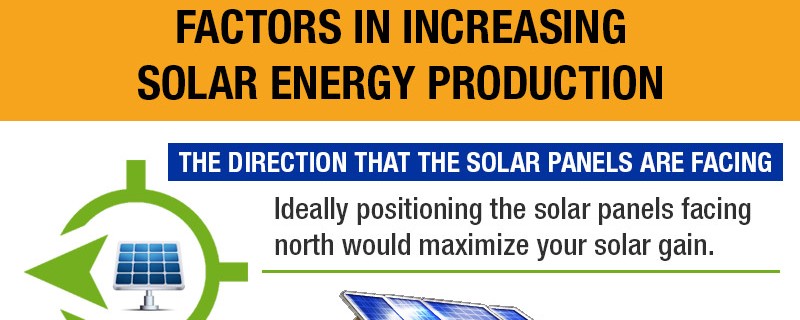 FACTORS IN INCREASING
SOLAR ENERGY PRODUCTION
THE DIRECTION THAT THE SOLAR PANELS ARE FACING
Ideally positioning the solar panels facing
north would maximize your solar gain.